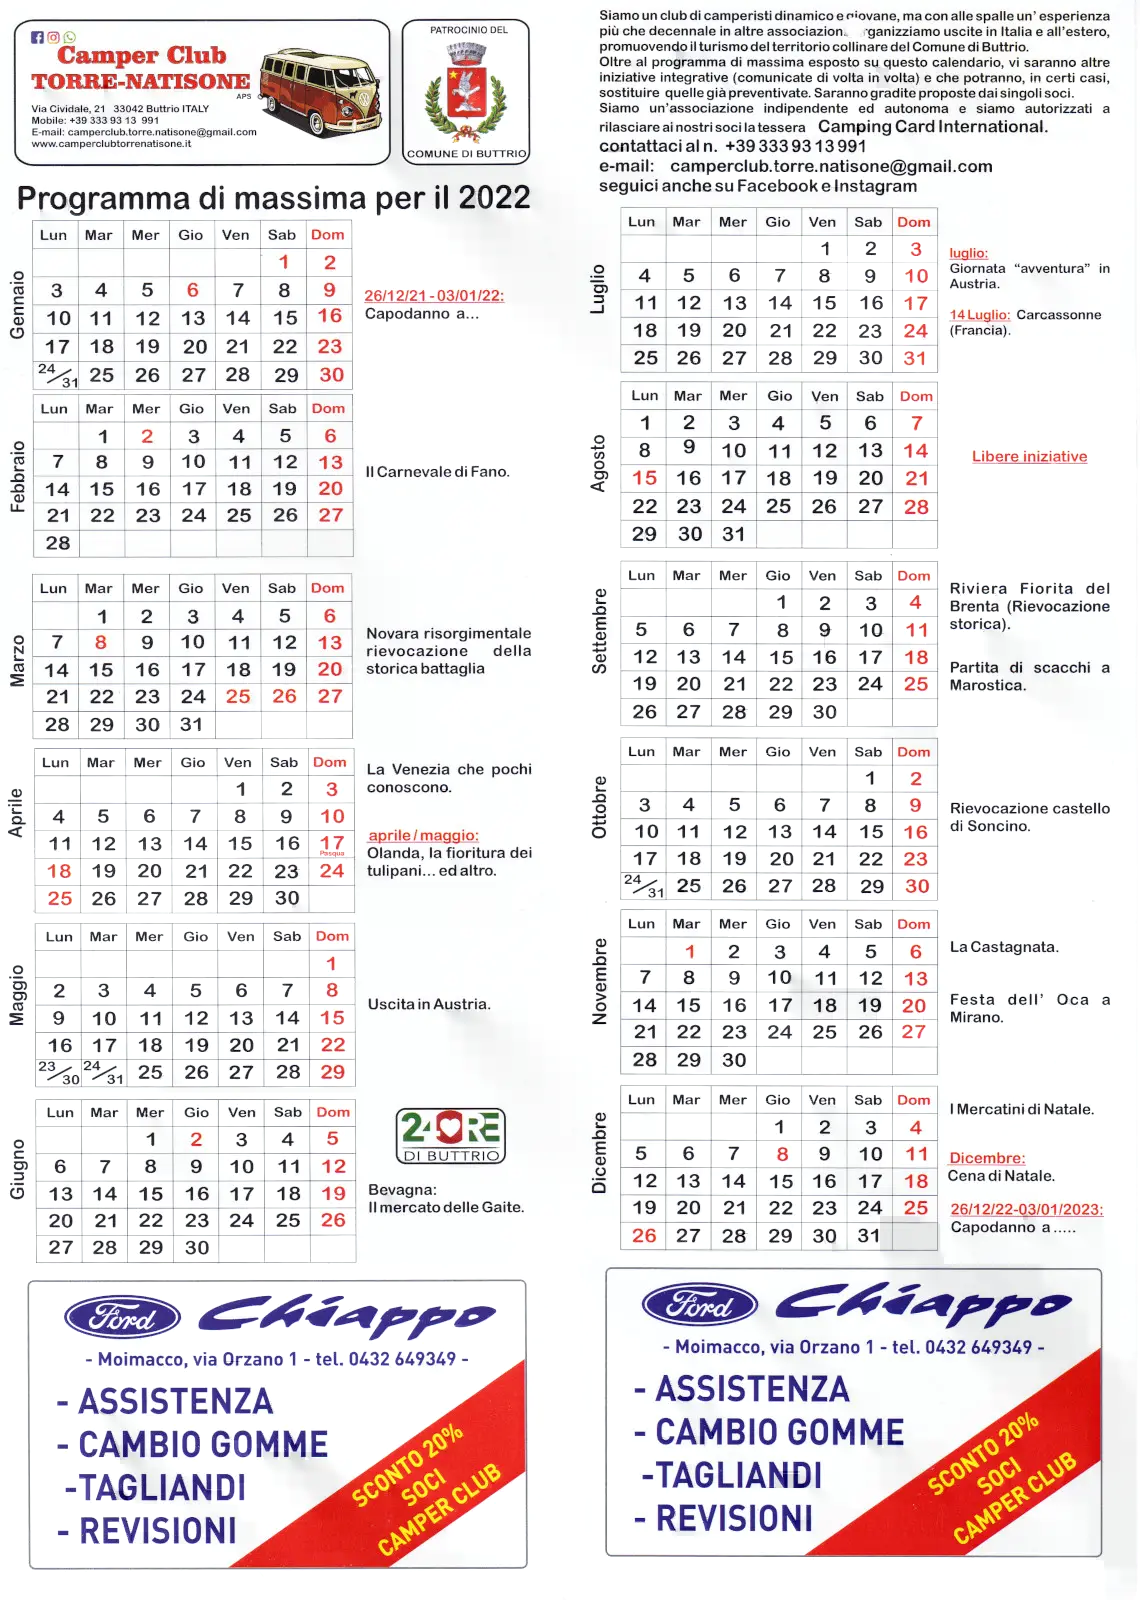 Camper Club
TORRE-NATISONE
APS
Via Cividale, 21 33042 Buttrio ITALY
Mobile: +39 333 93 13 991
E-mail: camperclub.torre.natisone@gmail.com
www.camperclubtorrenatisone.it
PATROCINIO DEL
COMUNE DI BUTTRIO
Programma di massima per il 2022
Gennaio
Lun Mar Mer Gio Ven Sab Dom
1 2
3 4 5 6 7 8 9
10 11 12 13 14 15 16
17 18 19 20 21 22 23
24/31 25 26 27 28 29 30
26/12/21 - 03/01/22:
Capodanno a...
Febbraio
Lun Mar Mer Gio Ven Sab Dom
1 2 3 4 5 6
7 8 9 10 11 12 13
14 15 16 17 18 19 20
21 22 23 24 25 26 27
28
Il Carnevale di Fano.
Marzo
Lun Mar Mer Gio Ven Sab Dom
1 2 3 4 5 6
7 8 9 10 11 12 13
14 15 16 17 18 19 20
21 22 23 24 25 26 27
28 29 30 31
Novara risorgimentale
rievocazione della
storica battaglia
Aprile
Lun Mar Mer Gio Ven Sab Dom
1 2 3
4 5 6 7 8 9 10
11 12 13 14 15 16 17
Pasqua
18 19 20 21 22 23 24
25 26 27 28 29 30
La Venezia che pochi
conoscono.
aprile / maggio:
Olanda, la fioritura dei
tulipani... ed altro.
Maggio
Lun Mar Mer Gio Ven Sab Dom
1
2 3 4 5 6 7 8
9 10 11 12 13 14 15
16 17 18 19 20 21 22
23/30 24/31 25 26 27 28 29
Uscita in Austria.
Giugno
Lun Mar Mer Gio Ven Sab Dom
1 2 3 4 5
6 7 8 9 10 11 12
13 14 15 16 17 18 19
20 21 22 23 24 25 26
27 28 29 30
24ORE
DI BUTTRIO
Bevagna:
Il mercato delle Gaite.
Ford Chiappo
- Moimacco, via Orzano 1 - tel. 0432 649349 -
- ASSISTENZA
- CAMBIO GOMME
-TAGLIANDI
- REVISIONI
SCONTO 20%
SOCI
CAMPER CLUB
Siamo un club di camperisti dinamico e giovane, ma con alle spalle un' esperienza
più che decennale in altre associazion. rganizziamo uscite in Italia e all'estero,
promuovendo il turismo del territorio collinare del Comune di Buttrio.
Oltre al programma di massima esposto su questo calendario, vi saranno altre
iniziative integrative (comunicate di volta in volta) e che potranno, in certi casi,
sostituire quelle già preventivate. Saranno gradite proposte dai singoli soci.
Siamo un'associazione indipendente ed autonoma e siamo autorizzati a
rilasciare ai nostri soci la tessera Camping Card International.
contattaci al n. +39 333 93 13 991
e-mail: camperclub.torre.natisone@gmail.com
seguici anche su Facebook e Instagram
Luglio
Lun Mar Mer Gio Ven Sab Dom
1 2 3
4 5 6 7 8 9 10
11 12 13 14 15 16 17
18 19 20 21 22 23 24
25 26 27 28 29 30 31
luglio:
Giornata "avventura" in
Austria.
14 Luglio: Carcassonne
(Francia).
Agosto
Lun Mar Mer Gio Ven Sab Dom
1 2 3 4 5 6 7
8 9 10 11 12 13 14
15 16 17 18 19 20 21
22 23 24 25 26 27 28
29 30 31
Libere iniziative
Settembre
Lun Mar Mer Gio Ven Sab Dom
1 2 3 4
5 6 7 8 9 10 11
12 13 14 15 16 17 18
19 20 21 22 23 24 25
26 27 28 29 30
Riviera Fiorita del
Brenta (Rievocazione
storica).
Partita di scacchi a
Marostica.
Ottobre
Lun Mar Mer Gio Ven Sab Dom
1 2
3 4 5 6 7 8 9
10 11 12 13 14 15 16
17 18 19 20 21 22 23
24/31 25 26 27 28 29 30
Rievocazione castello
di Soncino.
Novembre
Lun Mar Mer Gio Ven Sab Dom
1 2 3 4 5 6
7 8 9 10 11 12 13
14 15 16 17 18 19 20
21 22 23 24 25 26 27
28 29 30
La Castagnata.
Festa dell' Oca a
Mirano.
Dicembre
Lun Mar Mer Gio Ven Sab Dom
1 2 3 4
5 6 7 8 9 10 11
12 13 14 15 16 17 18
19 20 21 22 23 24 25
26 27 28 29 30 31
I Mercatini di Natale.
Dicembre:
Cena di Natale.
26/12/22-03/01/2023:
Capodanno a .....
Ford Chiappo
- Moimacco, via Orzano 1 - tel. 0432 649349 -
- ASSISTENZA
- CAMBIO GOMME
-TAGLIANDI
- REVISIONI
SCONTO 20%
SOCI
CAMPER CLUB